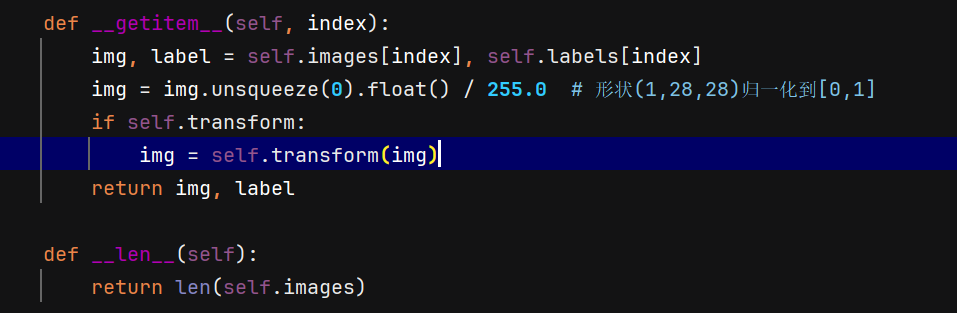 def __getitem__(self, index):
    img, label = self.images[index], self.labels[index]
    img = img.unsqueeze(0).float() / 255.0  # 形状(1,28,28)归一化到[0,1]
    if self.transform:
        img = self.transform(img)
    return img, label
def __len__(self):
    return len(self.images)